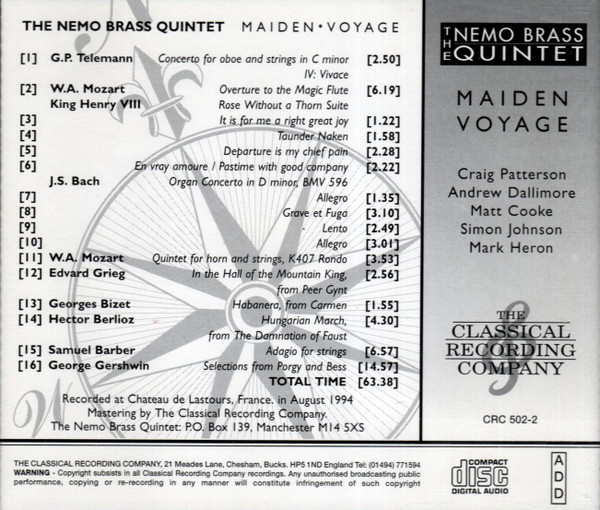 THE NEMO BRASS QUINTET MAIDEN • VOYAGE
[1] G.P. Telemann Concerto for oboe and strings in C minor [2.50]
IV: Vivace
[2] W.A. Mozart Overture to the Magic Flute [6.19]
King Henry VIII Rose Without a Thorn Suite
[3] It is for me a right great joy [1.22]
[4] Taunder Naken [1.58]
[5] Departure is my chief pain [2.28]
[6] En vray amoure / Pastime with good company [2.22]
J.S. Bach Organ Concerto in D minor, BMV 596
[7] Allegro [1.35]
[8] Grave et Fuga [3.10]
[9] Lento [2.49]
[10] Allegro [3.01]
[11] W.A. Mozart Quintet for horn and strings, K407 Rondo [3.53]
[12] Edvard Grieg In the Hall of the Mountain King, [2.56]
from Peer Gynt
[13] Georges Bizet Habanera, from Carmen [1.55]
[14] Hector Berlioz Hungarian March, [4.30]
from The Damnation of Faust
[15] Samuel Barber Adagio for strings [6.57]
[16] George Gershwin Selections from Porgy and Bess [14.57]
TOTAL TIME [63.38]
Recorded at Chateau de Lastours, France, in August 1994
Mastering by The Classical Recording Company.
The Nemo Brass Quintet: P.O. Box 139, Manchester M14 5XS
W
THE NEMO BRASS
QUINTET
MAIDEN
VOYAGE
Craig Patterson
Andrew Dallimore
Matt Cooke
Simon Johnson
Mark Heron
THE
CLASSICAL
RECORDING
COMPANY
CRC 502-2
THE CLASSICAL RECORDING COMPANY, 21 Meades Lane, Chesham, Bucks. HP5 1ND England Tel: (01494) 771594
WARNING - Copyright subsists in all Classical Recording Company recordings. Any unauthorised broadcasting public
performance, copying or re-recording in any manner will constitute infringement of such copyright
COMPACT
disc
DIGITAL AUDIO
A
D
D